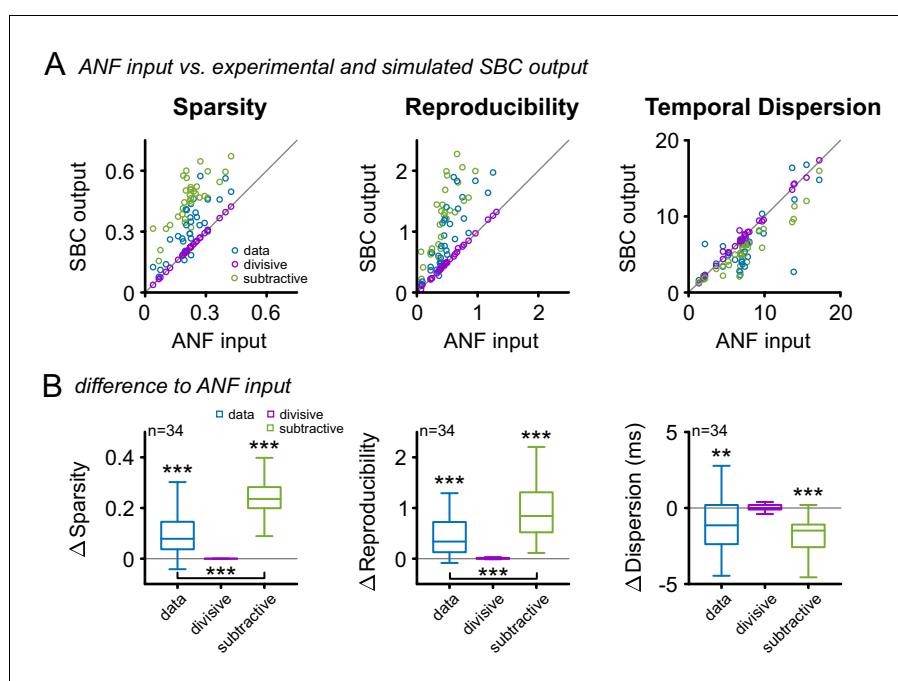 A ANF input vs. experimental and simulated SBC output
Sparsity
Reproducibility
Temporal Dispersion
SBC output
0.6
0.3
0
0
0.3
0.6
ANF input
data
divisive
subtractive
SBC output
2
1
0
0
1
2
ANF input
SBC output
20
10
0
0
10
20
ANF input
B difference to ANF input
data divisive
subtractive
n=34
Δ Sparsity
0.4
0.2
0
***
***
***
data
divisive
subtractive
n=34
Δ Reproducibility
2
1
0
***
***
***
data
divisive
subtractive
n=34
Δ Dispersion (ms)
5
0
-5
**
***
data
divisive
subtractive